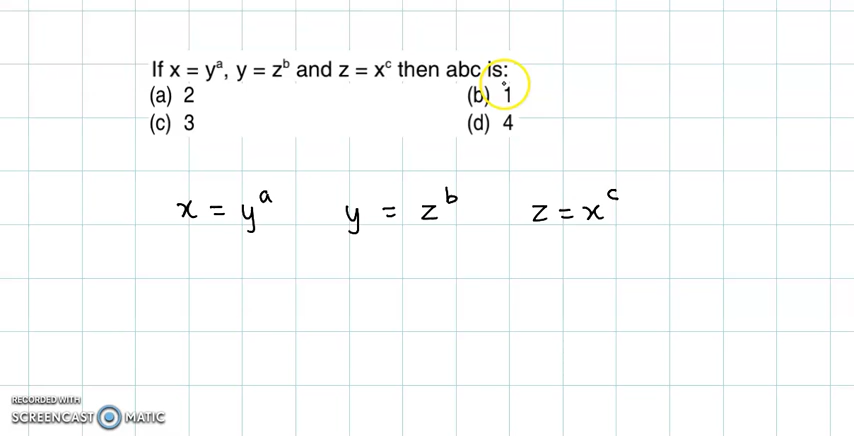 If x = yᵃ, y = zᵇ and z = xᶜ then abc is:
(a) 2 (b) 1
(c) 3 (d) 4
x = yᵃ y = zᵇ z = xᶜ
RECORDED WITH
SCREENCAST MATIC